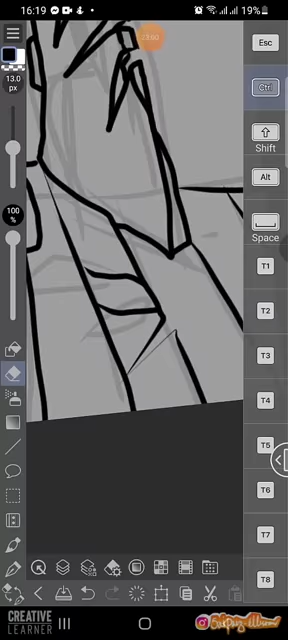 16:19
19%
Esc
13.0
px
Ctrl
Shift
Alt
100
%
Space
T1
T2
T3
T4
T5
T6
T7
T8
CREATIVE
LEARNER